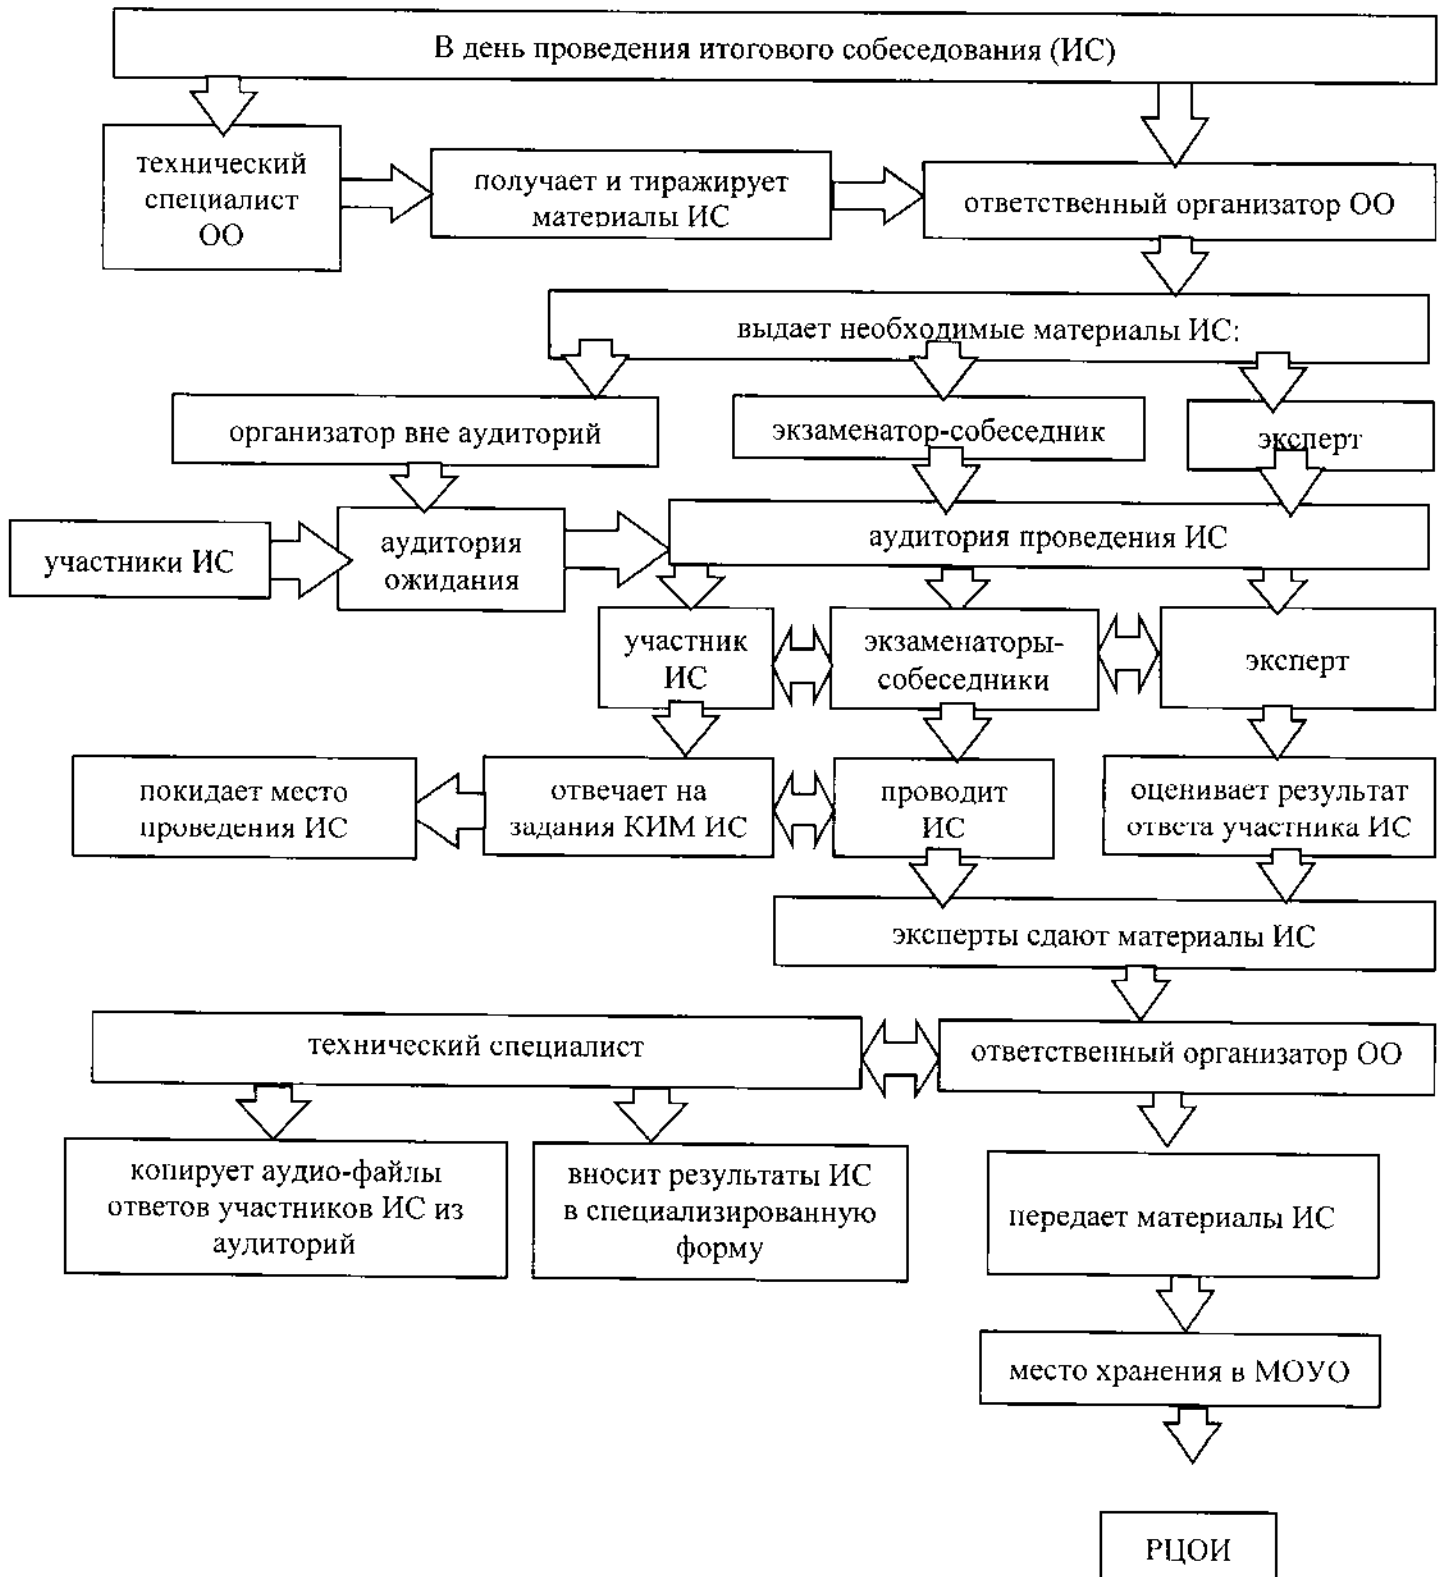 В день проведения итогового собеседования (ИС)
технический
специалист
ОО
получает и тиражирует
материалы ИС
ответственный организатор ОО
выдает необходимые материалы ИС:
организатор вне аудиторий
экзаменатор-собеседник
эксперт
участники ИС
аудитория
ожидания
аудитория проведения ИС
участник
ИС
экзаменаторы-
собеседники
эксперт
покидает место
проведения ИС
отвечает на
задания КИМ ИС
проводит
ИС
оценивает результат
ответа участника ИС
эксперты сдают материалы ИС
технический специалист
ответственный организатор ОО
копирует аудио-файлы
ответов участников ИС из
аудиторий
вносит результаты ИС
в специализированную
форму
передает материалы ИС
место хранения в МОУО
РЦОИ